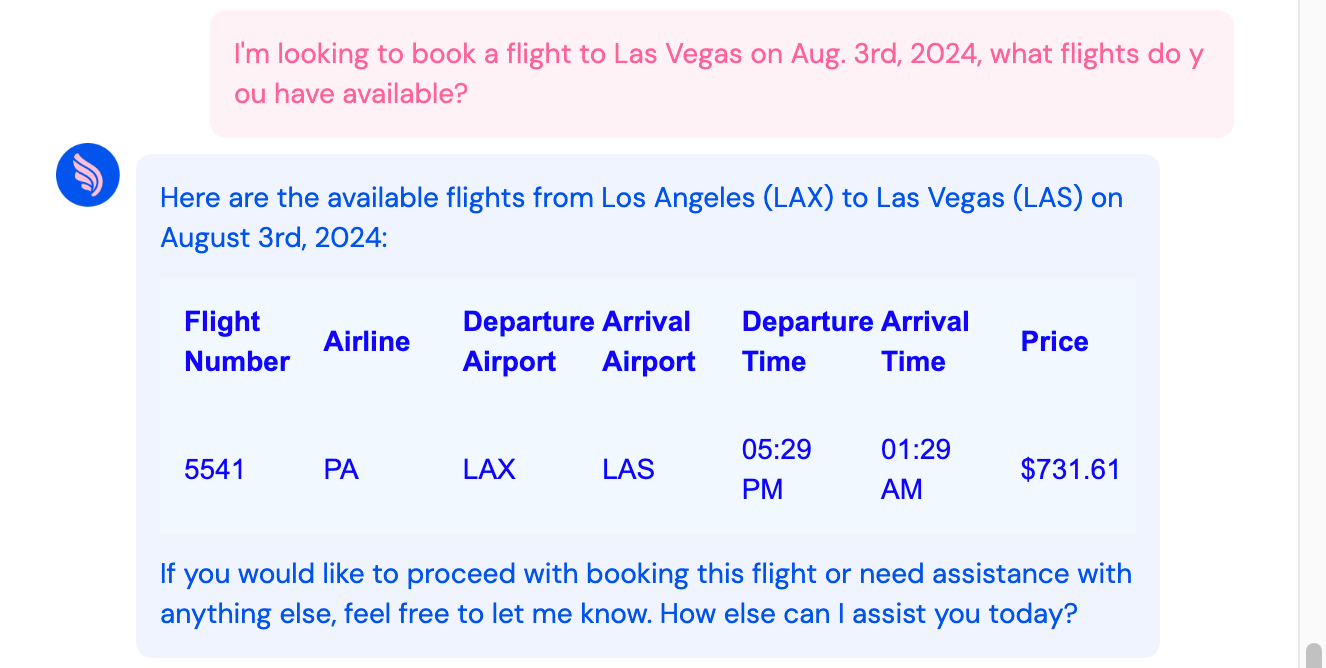 I'm looking to book a flight to Las Vegas on Aug. 3rd, 2024, what flights do y
ou have available?
Here are the available flights from Los Angeles (LAX) to Las Vegas (LAS) on
August 3rd, 2024:
Flight Number Airline Departure Airport Arrival Airport Departure Time Arrival Time Price
5541 PA LAX LAS 05:29 PM 01:29 AM $731.61
If you would like to proceed with booking this flight or need assistance with
anything else, feel free to let me know. How else can I assist you today?